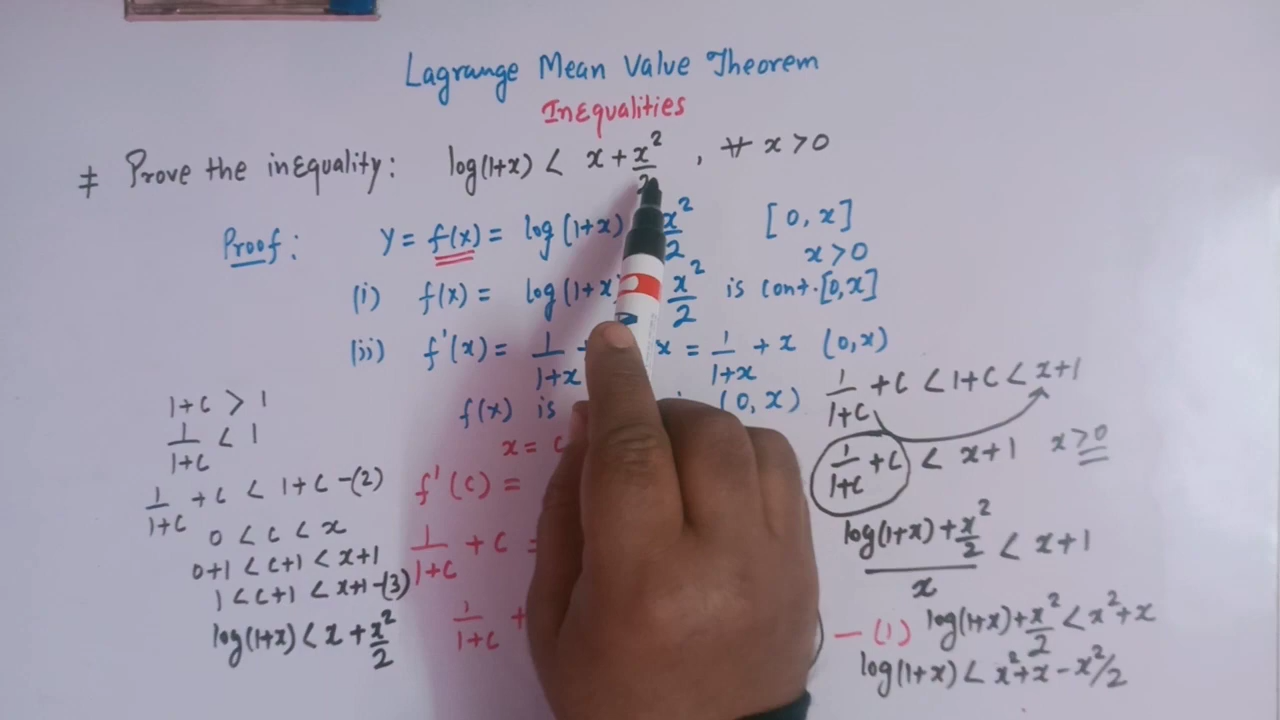 Lagrange Mean Value Theorem
Inequalities
# Prove the inequality: log(1+x) < x + x²/2 , ∀ x > 0
Proof: y = f(x) = log(1+x) x²/2 [0, x]
x > 0
(i) f(x) = log(1+x) x²/2 is cont. [0, x]
(ii) f'(x) = 1/(1+x) x = 1/(1+x) + x (0, x)
f(x) is (0, x)
x = c
f'(c) =
1/(1+c) + c =
1/(1+c) +
— (1)
1+c > 1
1/(1+c) < 1
1/(1+c) + c < 1+c -(2)
0 < c < x
0+1 < c+1 < x+1
1 < c+1 < x+1 -(3)
log(1+x) < x + x²/2
1/(1+c) + c < 1+c < x+1
1/(1+c) + c < x+1 x > 0
(log(1+x) + x²/2)/x < x+1
log(1+x) + x²/2 < x² + x
log(1+x) < x² + x - x²/2